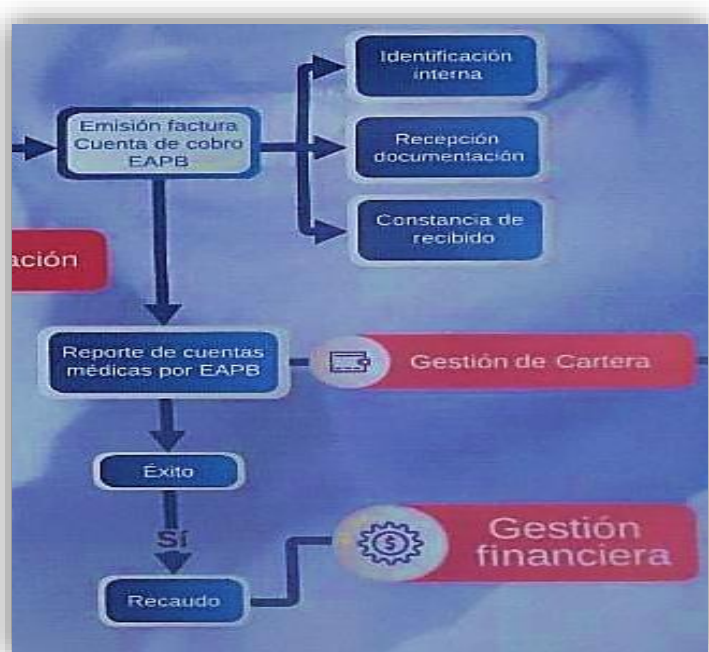 Identificación
interna
Emisión factura
Cuenta de cobro
EAPB
Recepción
documentación
Constancia de
recibido
ación
Reporte de cuentas
médicas por EAPB
Gestión de Cartera
Éxito
Sí
Gestión
financiera
Recaudo